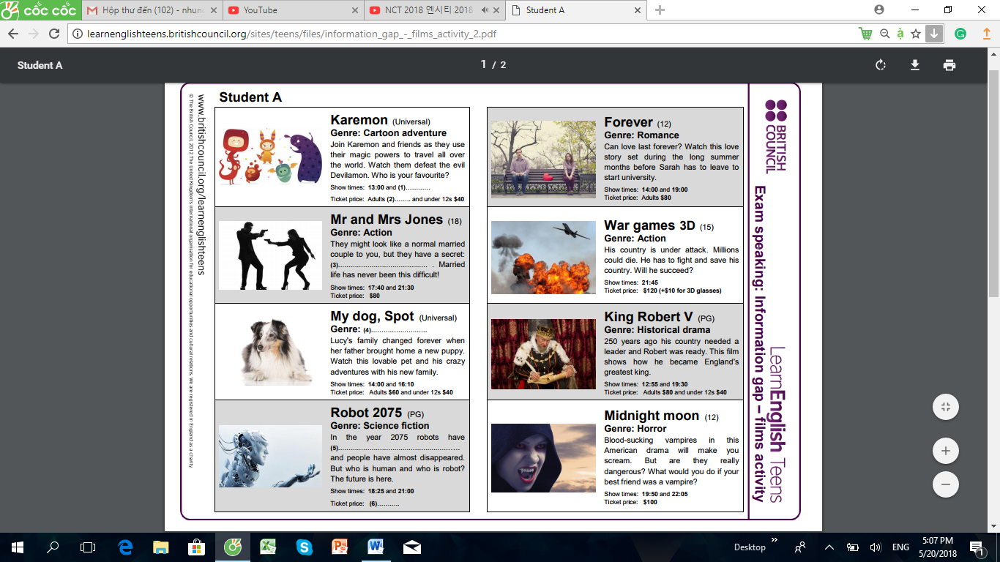 cốc cốc
Hộp thư đến (102) - nhun
YouTube
NCT 2018 엔시티 2018
Student A
learnenglishteens.britishcouncil.org/sites/teens/files/information_gap_-_films_activity_2.pdf
Student A
1 / 2
Student A
Karemon (Universal)
Genre: Cartoon adventure
Join Karemon and friends as they use
their magic powers to travel all over
the world. Watch them defeat the evil
Devilamon. Who is your favourite?
Show times: 13:00 and (1)............
Ticket price: Adults (2)........ and under 12s $40
Mr and Mrs Jones (18)
Genre: Action
They might look like a normal married
couple to you, but they have a secret:
(3)........................................... . Married
life has never been this difficult!
Show times: 17:40 and 21:30
Ticket price: $80
My dog, Spot (Universal)
Genre: (4)..........................
Lucy's family changed forever when
her father brought home a new puppy.
Watch this lovable pet and his crazy
adventures with his new family.
Show times: 14:00 and 16:10
Ticket price: Adults $60 and under 12s $40
Robot 2075 (PG)
Genre: Science fiction
In the year 2075 robots have
(5)..........................................................
and people have almost disappeared.
But who is human and who is robot?
The future is here.
Show times: 18:25 and 21:00
Ticket price: (6)...........
Forever (12)
Genre: Romance
Can love last forever? Watch this love
story set during the long summer
months before Sarah has to leave to
start university.
Show times: 14:00 and 19:00
Ticket price: Adults $80
War games 3D (15)
Genre: Action
His country is under attack. Millions
could die. He has to fight and save his
country. Will he succeed?
Show times: 21:45
Ticket price: $120 (+$10 for 3D glasses)
King Robert V (PG)
Genre: Historical drama
250 years ago his country needed a
leader and Robert was ready. This film
shows how he became England's
greatest king.
Show times: 12:55 and 19:30
Ticket price: Adults $80 and under 12s $40
Midnight moon (12)
Genre: Horror
Blood-sucking vampires in this
American drama will make you
scream. But are they really
dangerous? What would you do if your
best friend was a vampire?
Show times: 19:50 and 22:05
Ticket price: $100
BRITISH
COUNCIL
LearnEnglish Teens
Exam speaking: Information gap – films activity
www.britishcouncil.org/learnenglishteens
© The British Council, 2012 The United Kingdom's international organisation for educational opportunities and cultural relations. We are registered in England as a charity.
Desktop
ENG
5:07 PM
5/20/2018
1